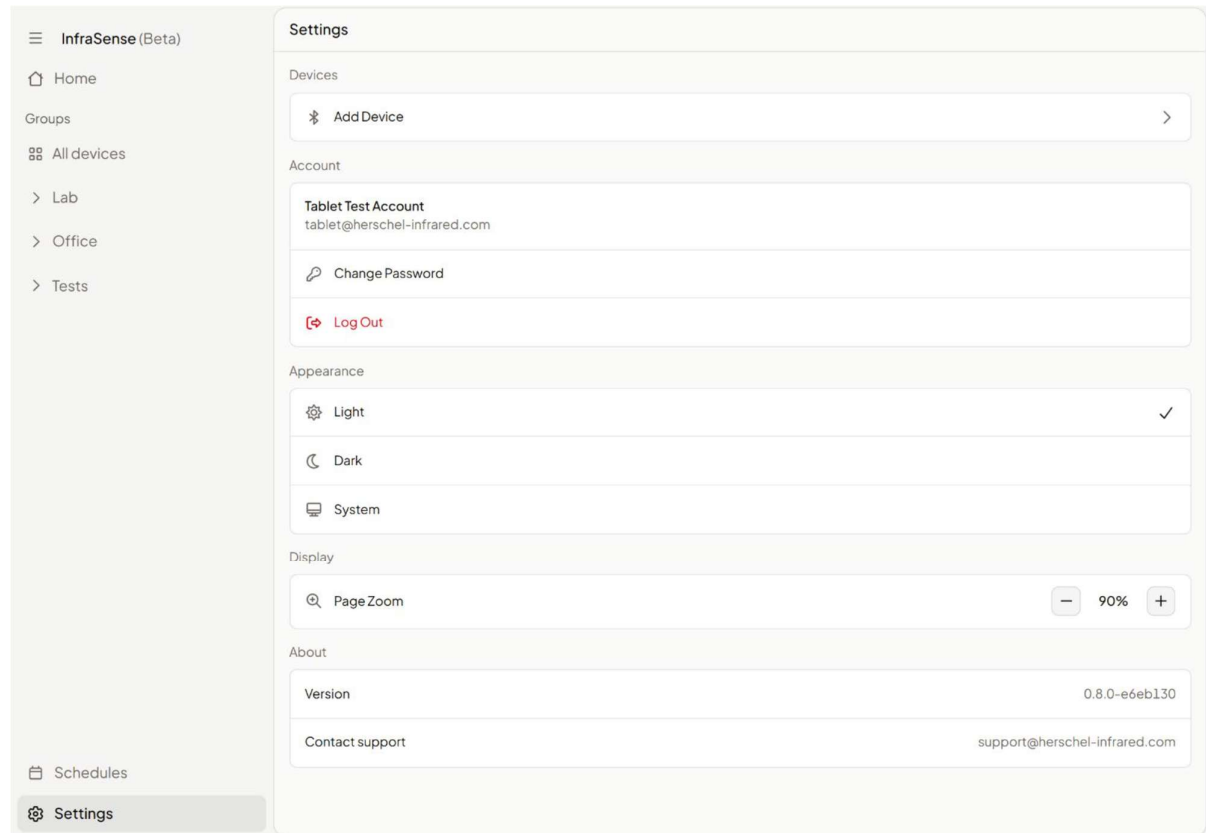 InfraSense (Beta)
Home
Groups
All devices
Lab
Office
Tests
Schedules
Settings
Settings
Devices
Add Device
Account
Tablet Test Account
tablet@herschel-infrared.com
Change Password
Log Out
Appearance
Light
Dark
System
Display
Page Zoom
90%
About
Version
0.8.0-e6eb130
Contact support
support@herschel-infrared.com